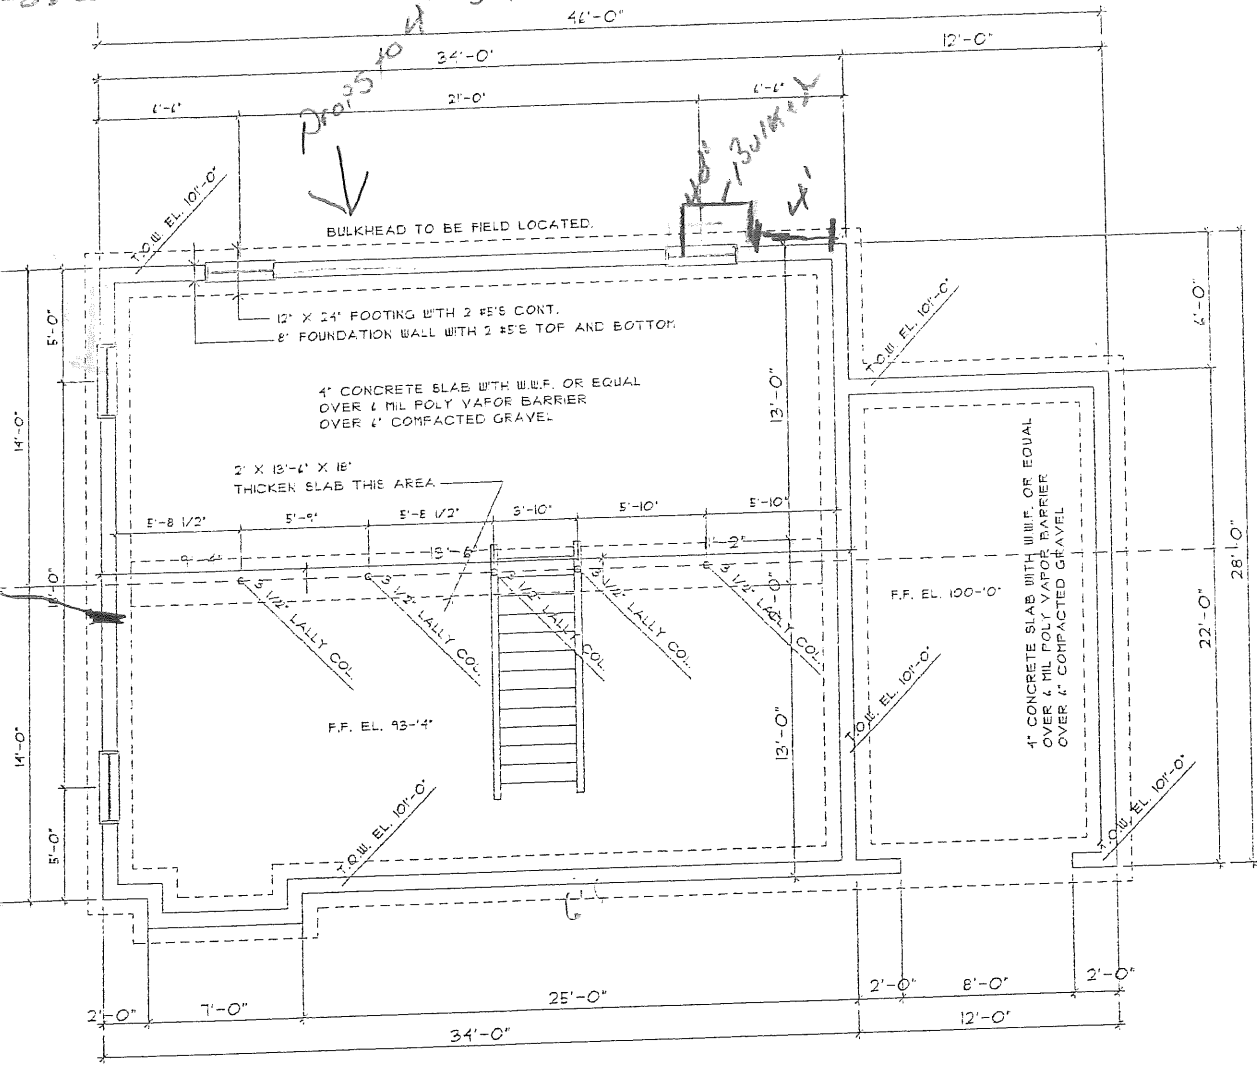 46'-0"
34'-0"
12'-0"
6'-6"
21'-0"
6'-6"
T.O.W. EL. 101'-0"
BULKHEAD TO BE FIELD LOCATED.
4'
5'-0"
12" X 24" FOOTING WITH 2 #5'S CONT.
8" FOUNDATION WALL WITH 2 #5'S TOP AND BOTTOM
T.O.W. EL. 101'-0"
6'-0"
4" CONCRETE SLAB WITH W.W.F. OR EQUAL
OVER 6 MIL POLY VAPOR BARRIER
OVER 6" COMPACTED GRAVEL
13'-0"
14'-0"
2' X 13'-6" X 18"
THICKER SLAB THIS AREA
4" CONCRETE SLAB WITH W.W.F. OR EQUAL
OVER 6 MIL POLY VAPOR BARRIER
OVER 6" COMPACTED GRAVEL
5'-8 1/2"
5'-9"
5'-8 1/2"
3'-10"
5'-10"
5'-10"
9'-4"
13'-6"
28'-0"
3 1/2" LALLY COL.
3 1/2" LALLY COL.
3 1/2" LALLY COL.
3 1/2" LALLY COL.
3 1/2" LALLY COL.
F.F. EL. 100'-0"
22'-0"
T.O.W. EL. 101'-0"
F.F. EL. 93'-4"
14'-0"
13'-0"
T.O.W. EL. 101'-0"
T.O.W. EL. 101'-0"
5'-0"
2'-0"
8'-0"
2'-0"
2'-0"
7'-0"
25'-0"
34'-0"
12'-0"